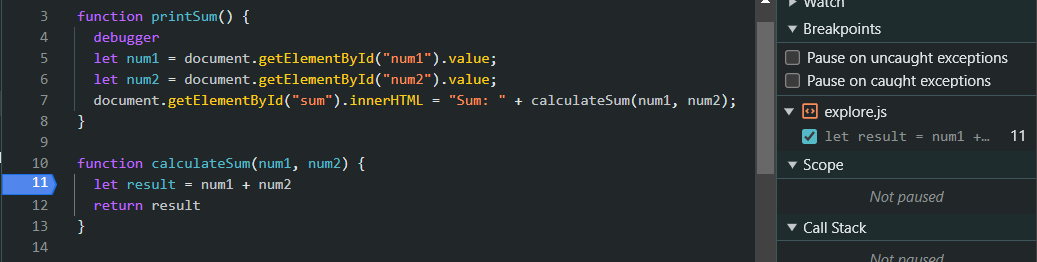 Watch
3 function printSum() {
4 debugger
5 let num1 = document.getElementById("num1").value;
6 let num2 = document.getElementById("num2").value;
7 document.getElementById("sum").innerHTML = "Sum: " + calculateSum(num1, num2);
8 }
9
10 function calculateSum(num1, num2) {
11 let result = num1 + num2
12 return result
13 }
14
Breakpoints
Pause on uncaught exceptions
Pause on caught exceptions
explore.js
let result = num1 +… 11
Scope
Not paused
Call Stack
Not paused